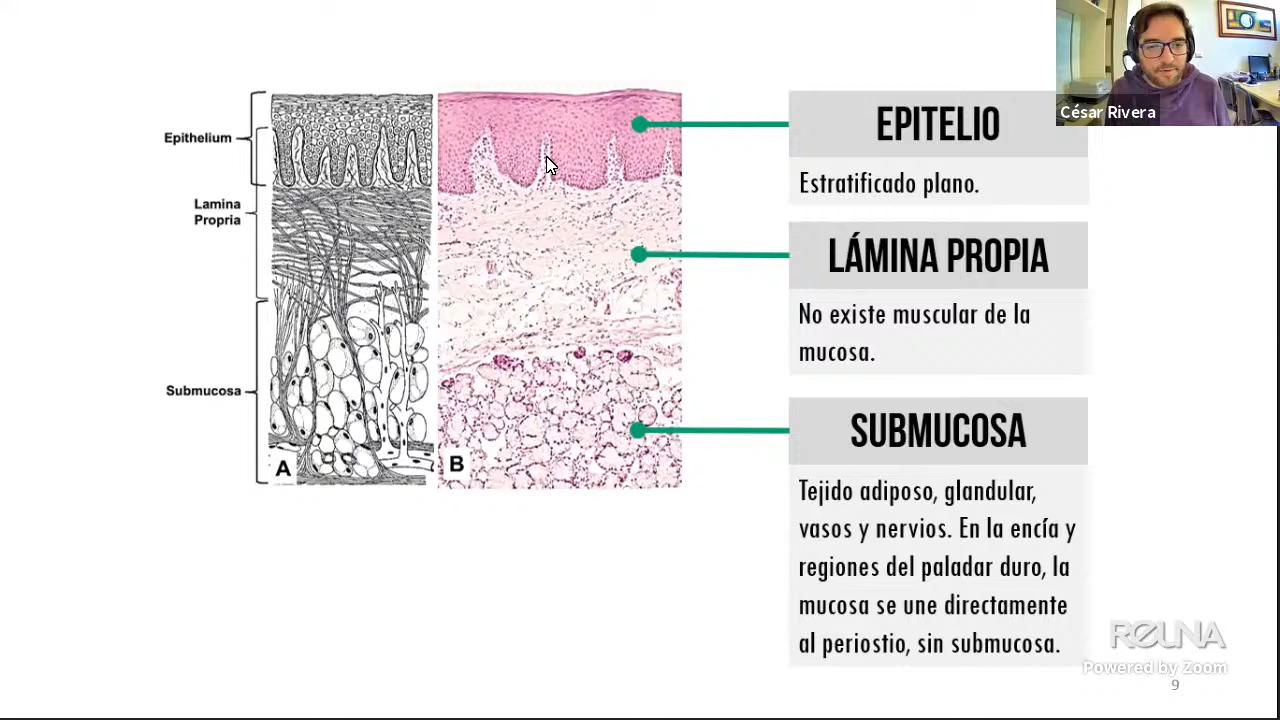 César Rivera
Epithelium
Lamina
Propria
Submucosa
A
B
EPITELIO
Estratificado plano.
LÁMINA PROPIA
No existe muscular de la
mucosa.
SUBMUCOSA
Tejido adiposo, glandular,
vasos y nervios. En la encía y
regiones del paladar duro, la
mucosa se une directamente
al periostio, sin submucosa.
REUNA
Powered by Zoom
9